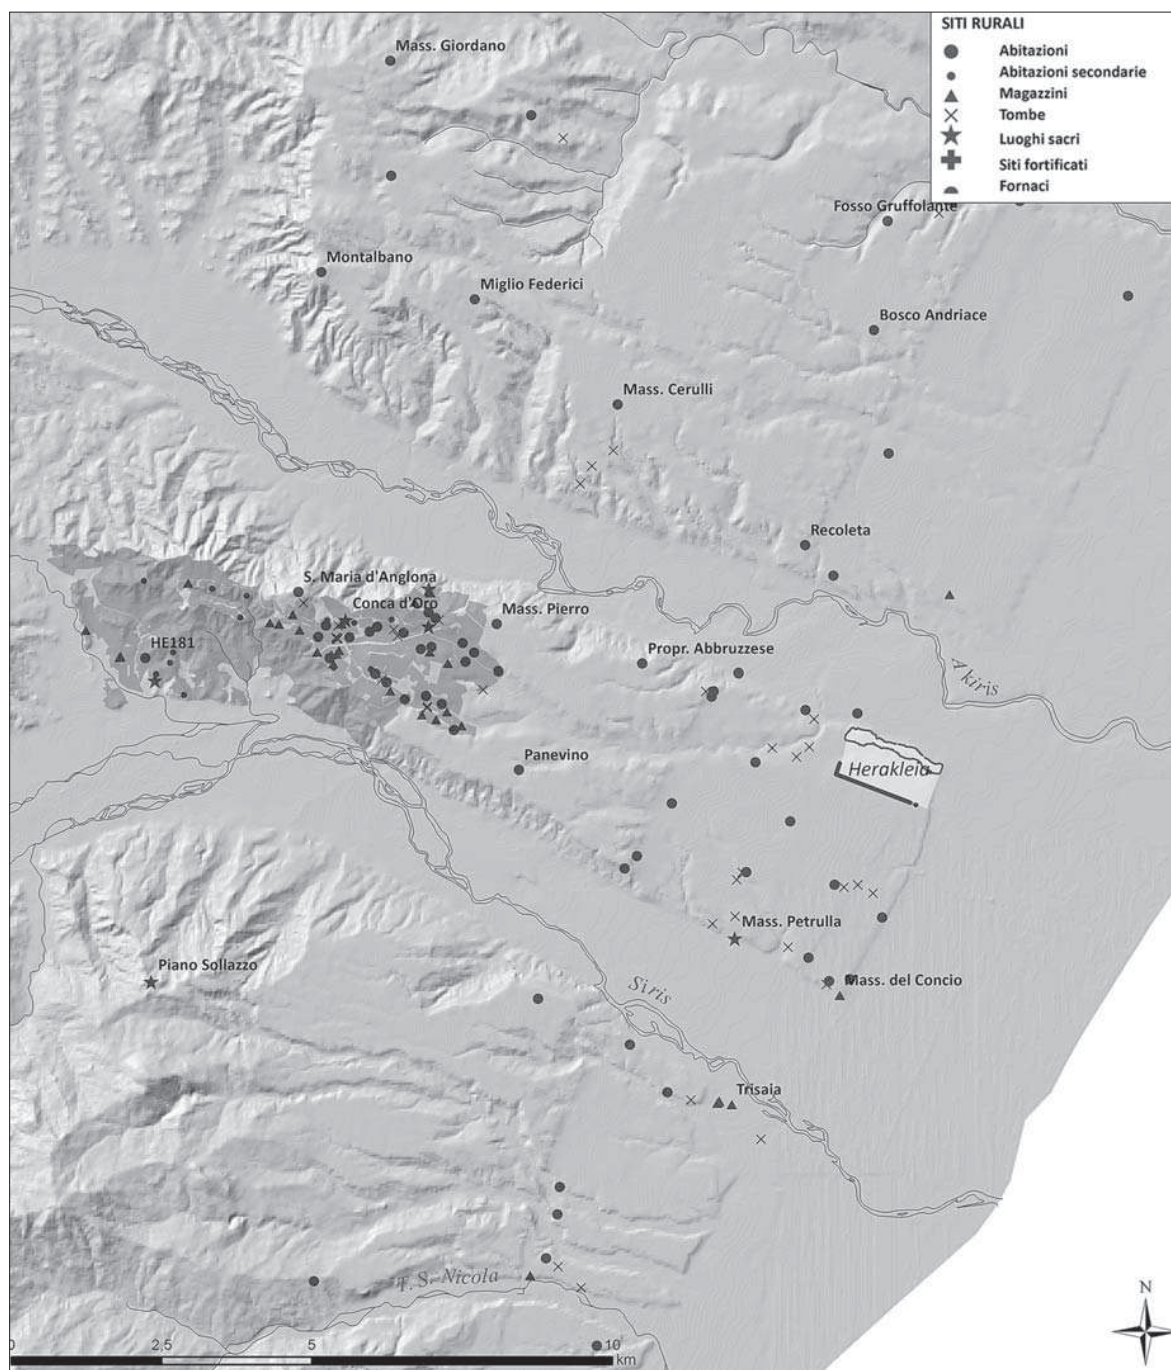 SITI RURALI
Abitazioni
Abitazioni secondarie
Magazzini
Tombe
Luoghi sacri
Siti fortificati
Fornaci
Mass. Giordano
Fosso Gruffolante
Montalbano
Miglio Federici
Bosco Andriace
Mass. Cerulli
Recoleta
S. Maria d'Anglona
Conca d'Oro
Mass. Pierro
HE181
Propr. Abbruzzese
Akiris
Panevino
Herakleia
Mass. Petrulla
Piano Sollazzo
Siris
Mass. del Concio
Trisaia
T. S. Nicola
N
0 2,5 5 10
km